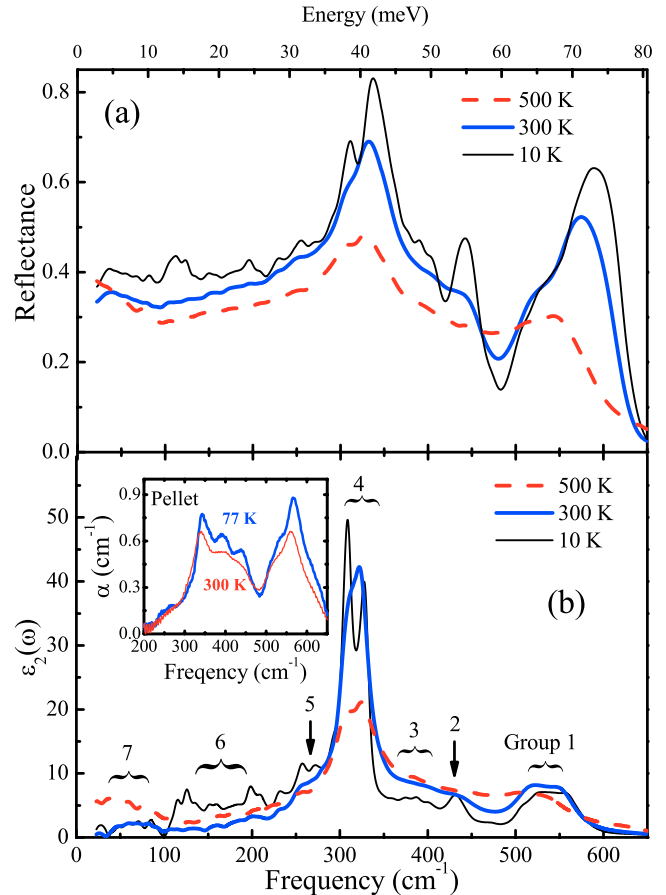 Energy (meV)
0 10 20 30 40 50 60 70 80
(a)
500 K
300 K
10 K
0.8
0.6
0.4
0.2
0.0
Reflectance
4
500 K
300 K
10 K
50
40
30
20
10
0
ε₂(ω)
Pellet
77 K
300 K
0.9
0.6
0.3
0.0
α (cm⁻¹)
200 300 400 500 600
Freqency (cm⁻¹)
(b)
7
6
5
3
2
Group 1
0 100 200 300 400 500 600
Frequency (cm⁻¹)